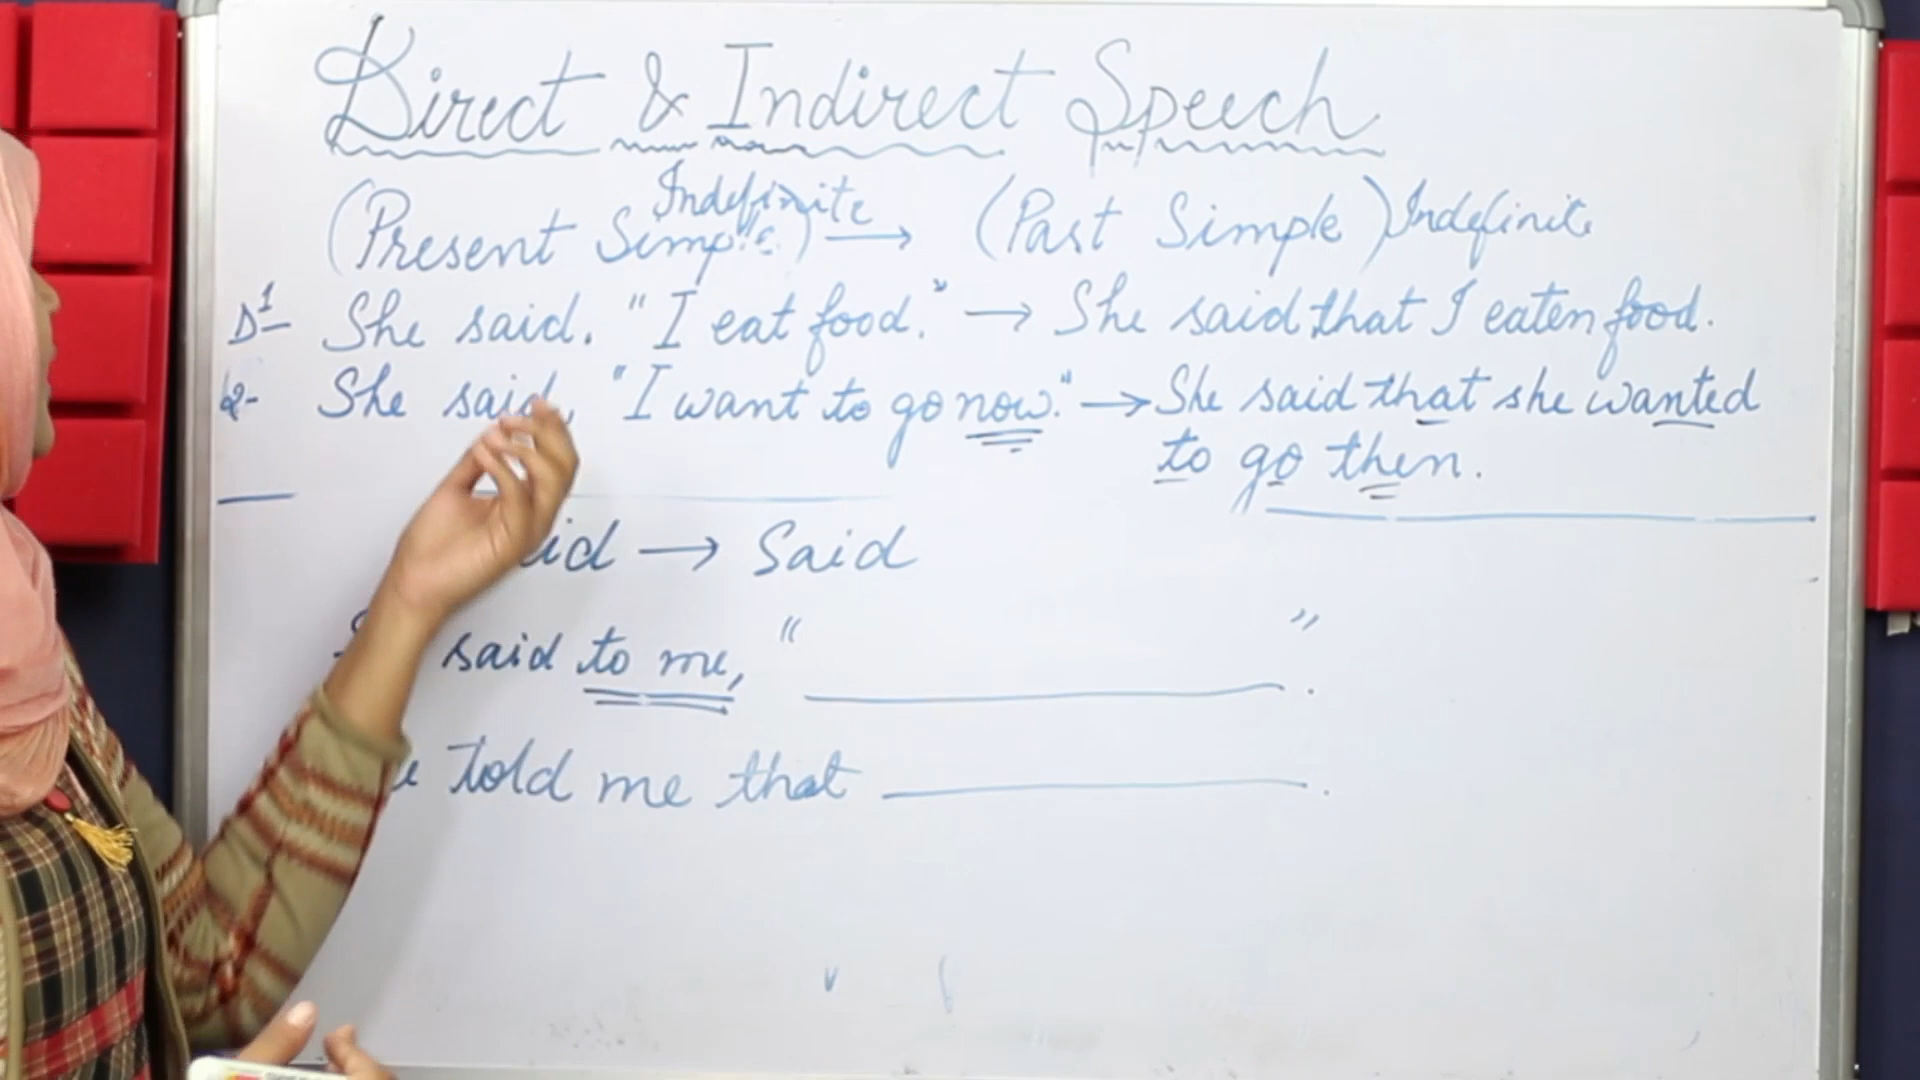 Direct & Indirect Speech
Indefinite
(Present Simple) → (Past Simple) Indefinite
D1- She said, "I eat food." → She said that I eaten food.
2- She said, "I want to go now." → She said that she wanted
to go then.
→ Said
said to me, " ".
told me that .